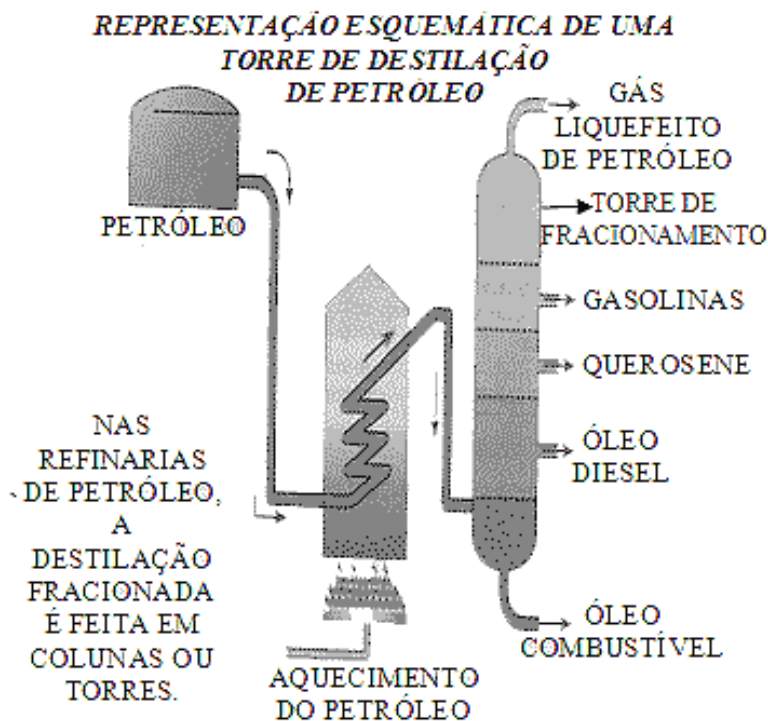 REPRESENTAÇÃO ESQUEMÁTICA DE UMA
TORRE DE DESTILAÇÃO
DE PETRÓLEO
GÁS
LIQUEFEITO
DE PETRÓLEO
PETRÓLEO
TORRE DE
FRACIONAMENTO
GASOLINAS
QUEROSENE
ÓLEO
DIESEL
NAS
REFINARIAS
DE PETRÓLEO,
A
DESTILAÇÃO
FRACIONADA
É FEITA EM
COLUNAS OU
TORRES.
ÓLEO
COMBUSTÍVEL
AQUECIMENTO
DO PETRÓLEO